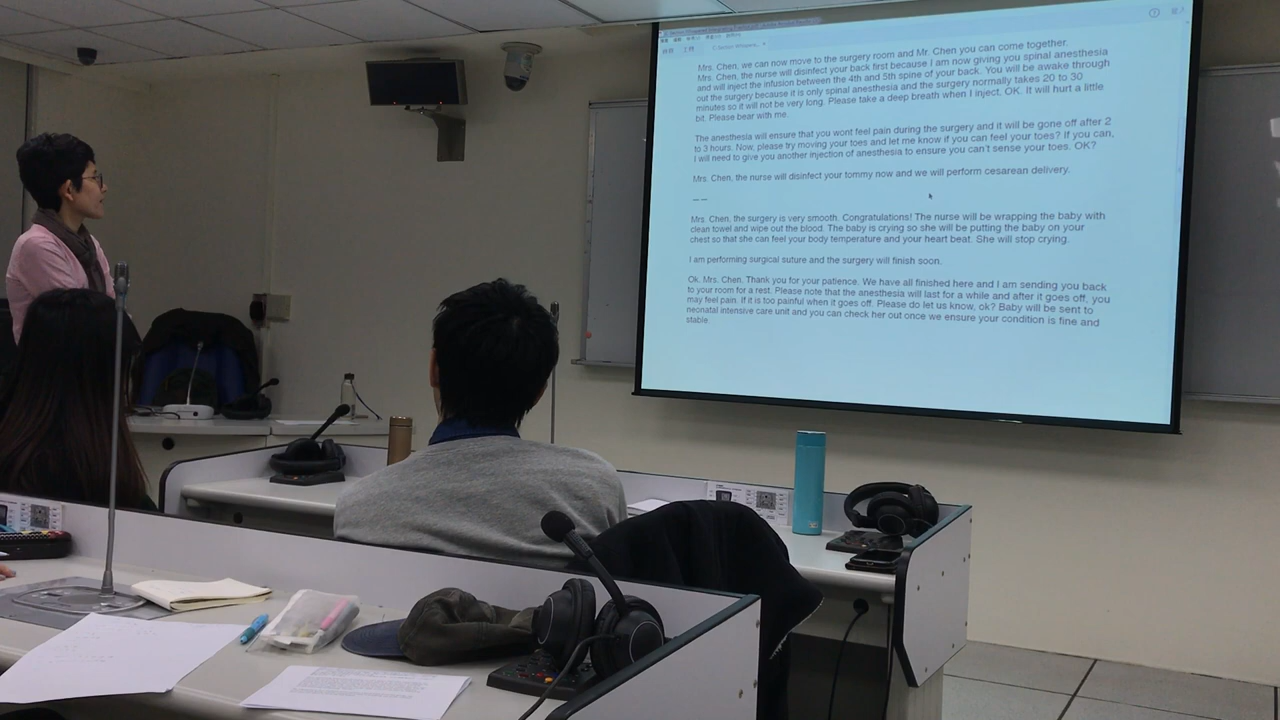 Mrs. Chen, we can now move to the surgery room and Mr. Chen you can come together.
Mrs. Chen, the nurse will disinfect your back first because I am now giving you spinal anesthesia
and will inject the infusion between the 4th and 5th spine of your back. You will be awake through
out the surgery because it is only spinal anesthesia and the surgery normally takes 20 to 30
minutes so it will not be very long. Please take a deep breath when I inject, OK. It will hurt a little
bit. Please bear with me.
The anesthesia will ensure that you wont feel pain during the surgery and it will be gone off after 2
to 3 hours. Now, please try moving your toes and let me know if you can feel your toes? If you can,
I will need to give you another injection of anesthesia to ensure you can't sense your toes. OK?
Mrs. Chen, the nurse will disinfect your tommy now and we will perform cesarean delivery.
— —
Mrs. Chen, the surgery is very smooth. Congratulations! The nurse will be wrapping the baby with
clean towel and wipe out the blood. The baby is crying so she will be putting the baby on your
chest so that she can feel your body temperature and your heart beat. She will stop crying.
I am performing surgical suture and the surgery will finish soon.
Ok. Mrs. Chen. Thank you for your patience. We have all finished here and I am sending you back
to your room for a rest. Please note that the anesthesia will last for a while and after it goes off, you
may feel pain. If it is too painful when it goes off. Please do let us know, ok? Baby will be sent to
neonatal intensive care unit and you can check her out once we ensure your condition is fine and
stable.